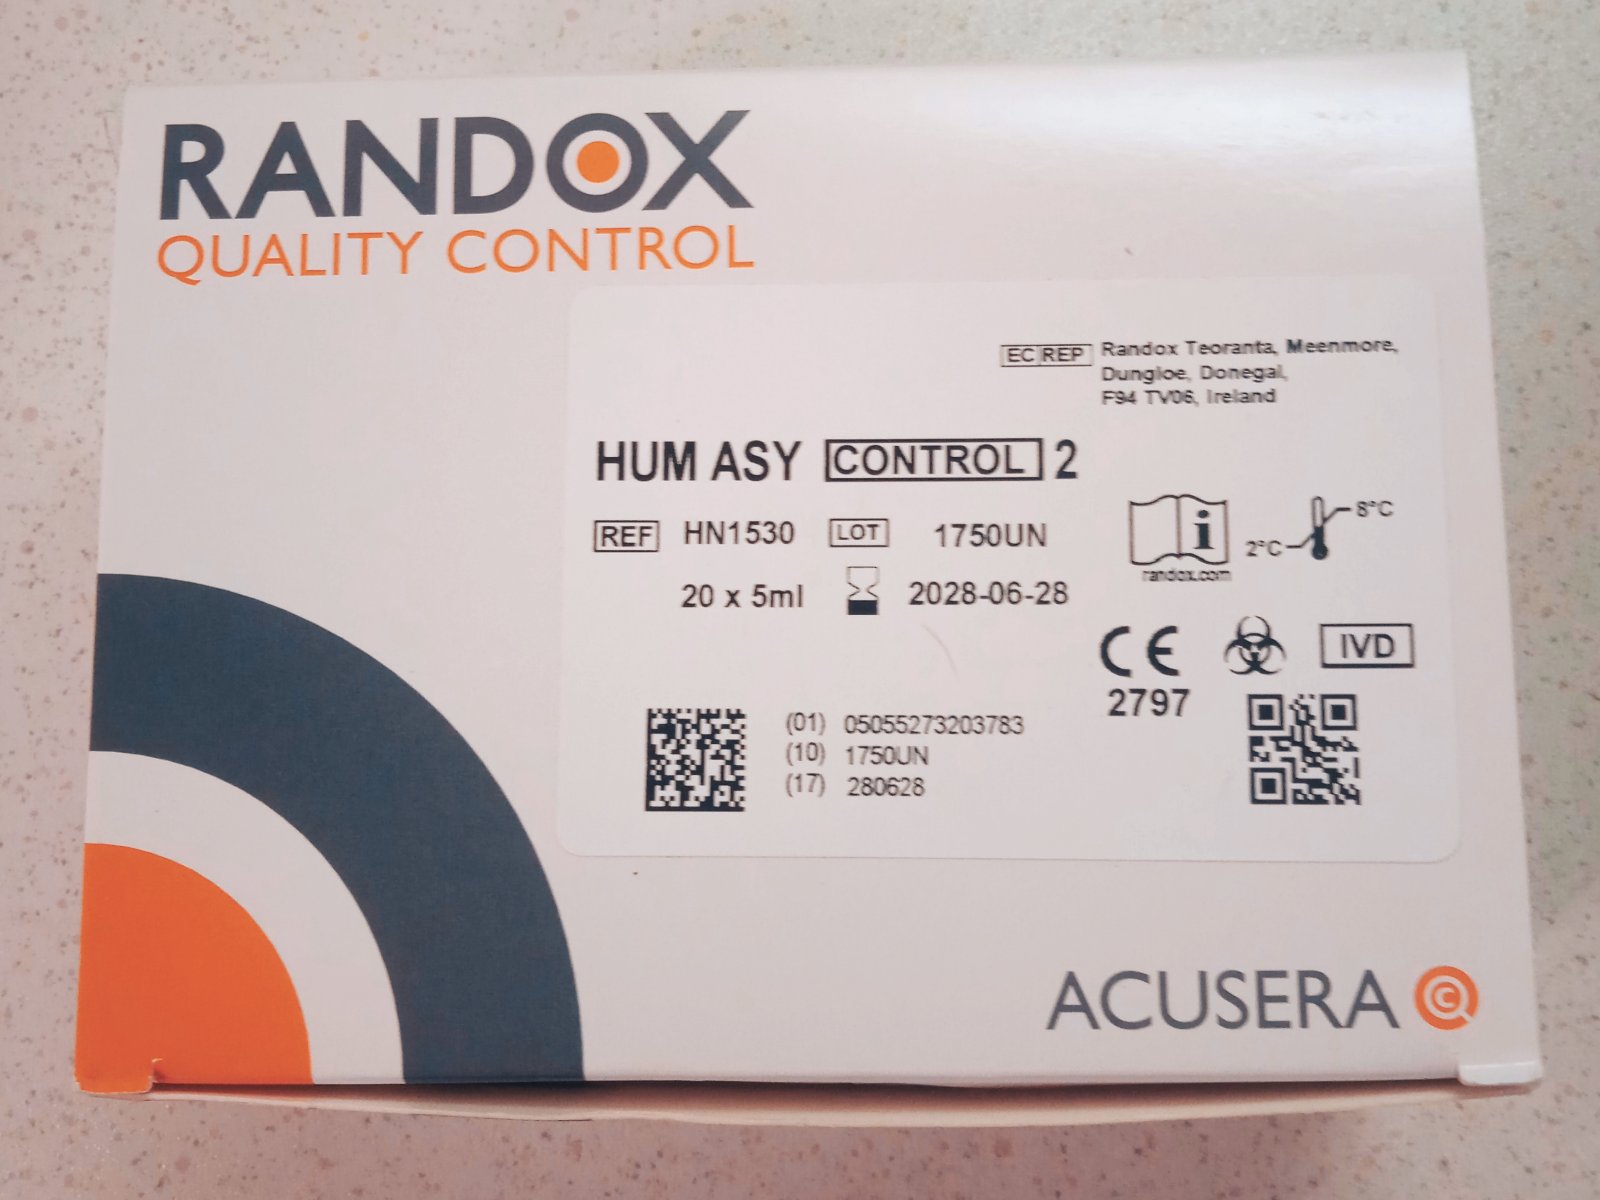 RANDOX
QUALITY CONTROL
EC REP Randox Teoranta, Meenmore,
Dungloe, Donegal,
F94 TV06, Ireland
HUM ASY CONTROL 2
REF HN1530 LOT 1750UN
20 x 5ml 2028-06-28
i
randox.com
2°C 8°C
CE
2797
IVD
(01) 05055273203783
(10) 1750UN
(17) 280628
ACUSERA QC